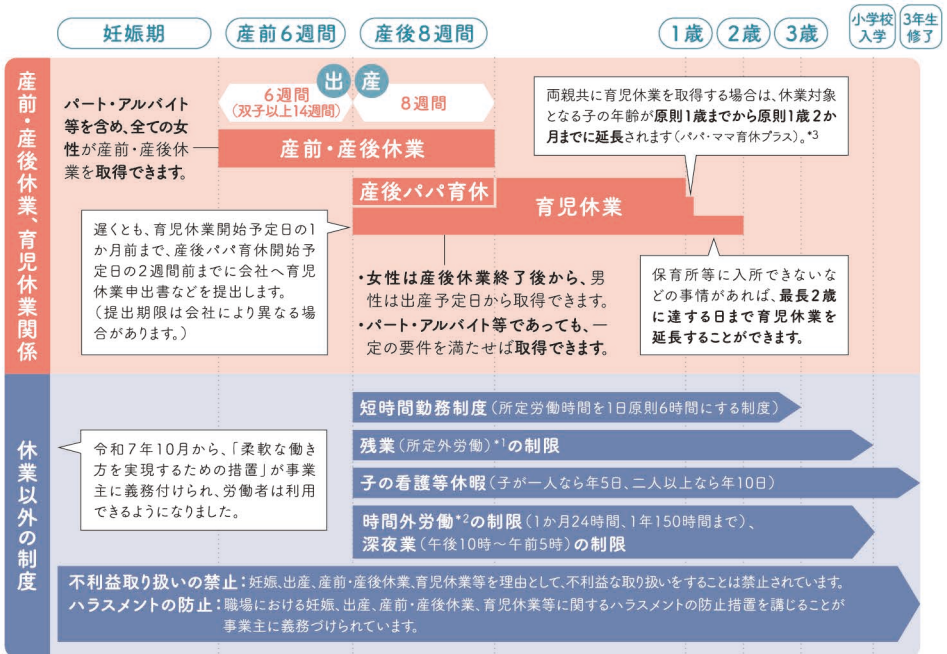 妊娠期
産前6週間
産後8週間
1歳
2歳
3歳
小学校
入学
3年生
修了
産前・産後休業、育児休業関係
出産
6週間
(双子以上14週間)
8週間
パート・アルバイト
等を含め、全ての女
性が産前・産後休
業を取得できます。
産前・産後休業
両親共に育児休業を取得する場合は、休業対象
となる子の年齢が原則1歳までから原則1歳2か
月までに延長されます(パパ・ママ育休プラス)。*3
産後パパ育休
育児休業
遅くとも、育児休業開始予定日の1
か月前まで、産後パパ育休開始予
定日の2週間前までに会社へ育児
休業申出書などを提出します。
(提出期限は会社により異なる場
合があります。)
・女性は産後休業終了後から、男
性は出産予定日から取得できます。
・パート・アルバイト等であっても、一
定の要件を満たせば取得できます。
保育所等に入所できないな
どの事情があれば、最長2歳
に達する日まで育児休業を
延長することができます。
休業以外の制度
令和7年10月から、「柔軟な働き
方を実現するための措置」が事業
主に義務付けられ、労働者は利用
できるようになりました。
短時間勤務制度(所定労働時間を1日原則6時間にする制度)
残業(所定外労働)*1の制限
子の看護等休暇(子が一人なら年5日、二人以上なら年10日)
時間外労働*2の制限(1か月24時間、1年150時間まで)、
深夜業(午後10時〜午前5時)の制限
不利益取り扱いの禁止:妊娠、出産、産前・産後休業、育児休業等を理由として、不利益な取り扱いをすることは禁止されています。
ハラスメントの防止:職場における妊娠、出産、産前・産後休業、育児休業等に関するハラスメントの防止措置を講じることが
事業主に義務づけられています。